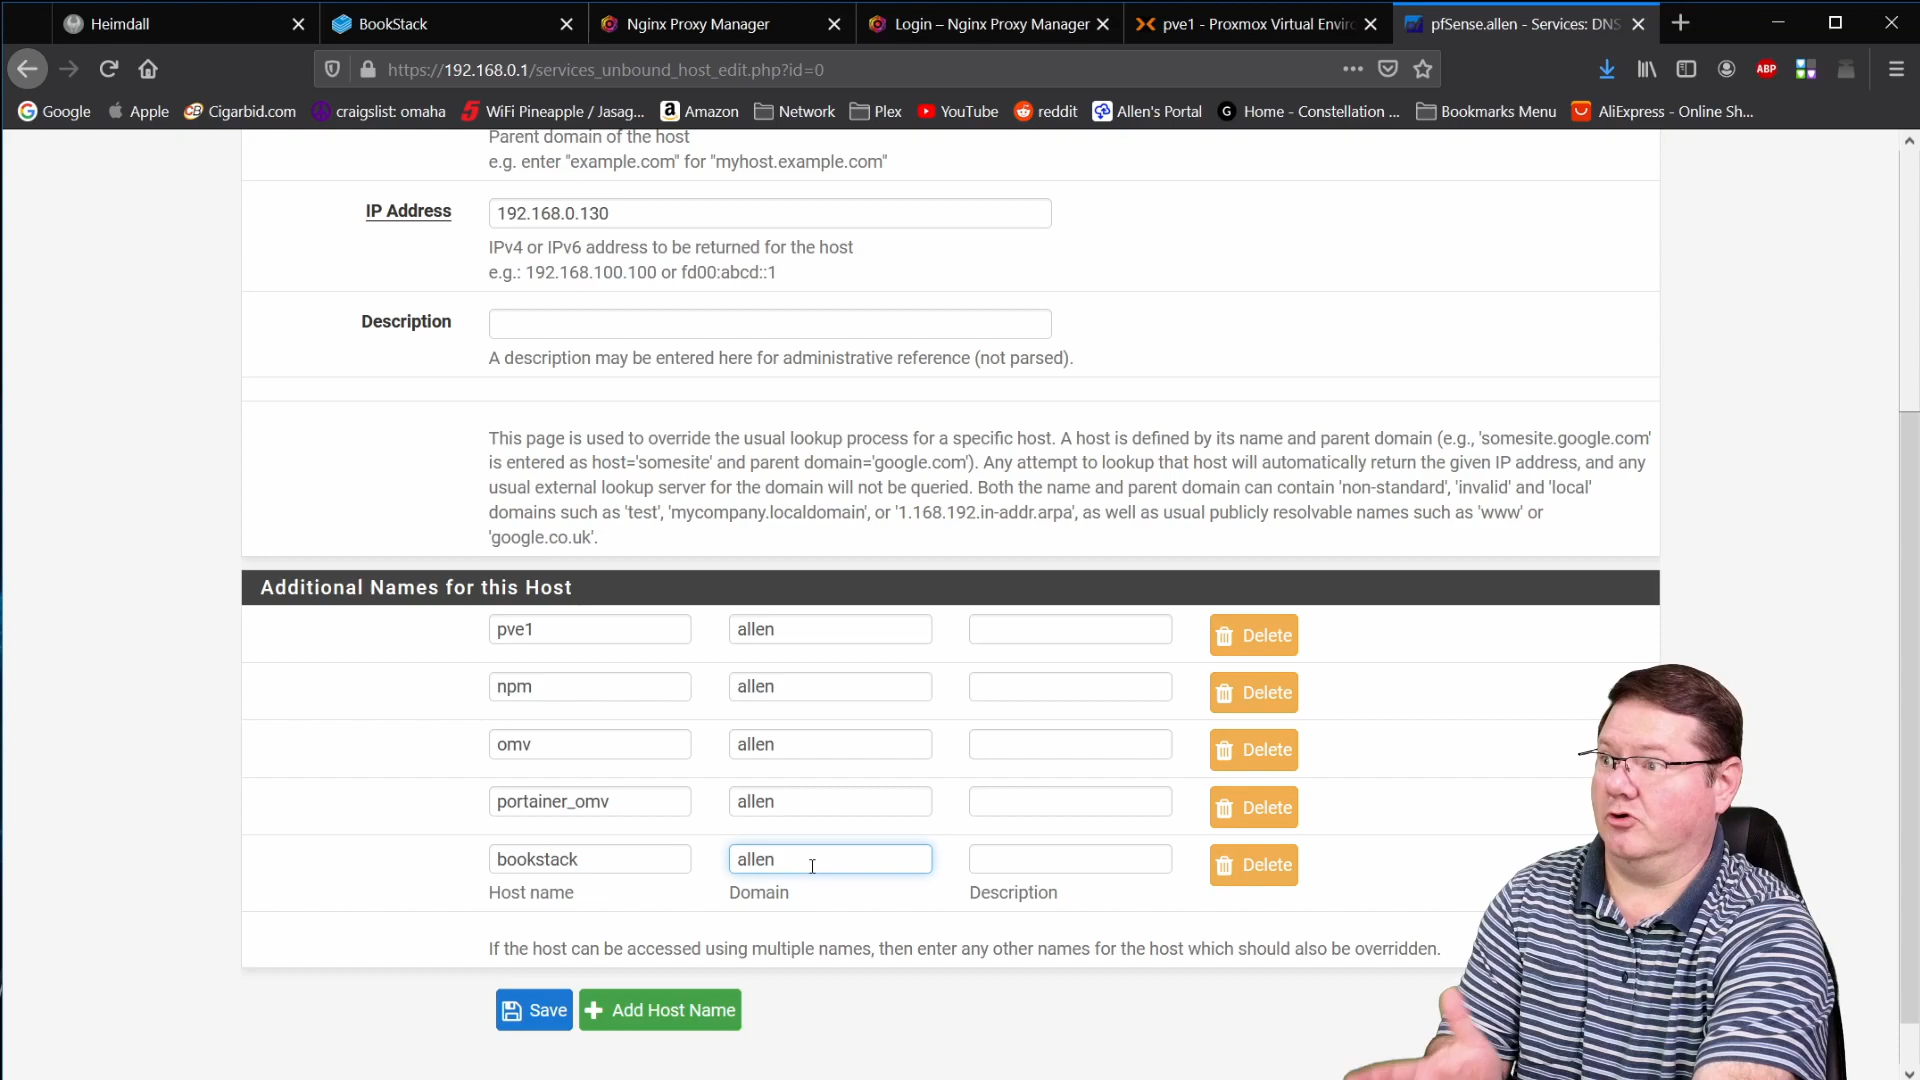 Heimdall
BookStack
Nginx Proxy Manager
Login – Nginx Proxy Manager
pve1 - Proxmox Virtual Enviro
pfSense.allen - Services: DNS
https://192.168.0.1/services_unbound_host_edit.php?id=0
ABP
Google
Apple
Cigarbid.com
craigslist: omaha
WiFi Pineapple / Jasag...
Amazon
Network
Plex
YouTube
reddit
Allen's Portal
Home - Constellation ...
Bookmarks Menu
AliExpress - Online Sh...
Parent domain of the host
e.g. enter "example.com" for "myhost.example.com"
IP Address
192.168.0.130
IPv4 or IPv6 address to be returned for the host
e.g.: 192.168.100.100 or fd00:abcd::1
Description
A description may be entered here for administrative reference (not parsed).
This page is used to override the usual lookup process for a specific host. A host is defined by its name and parent domain (e.g., 'somesite.google.com'
is entered as host='somesite' and parent domain='google.com'). Any attempt to lookup that host will automatically return the given IP address, and any
usual external lookup server for the domain will not be queried. Both the name and parent domain can contain 'non-standard', 'invalid' and 'local'
domains such as 'test', 'mycompany.localdomain', or '1.168.192.in-addr.arpa', as well as usual publicly resolvable names such as 'www' or
'google.co.uk'.
Additional Names for this Host
pve1 allen Delete
npm allen Delete
omv allen Delete
portainer_omv allen Delete
bookstack allen Delete
Host name Domain Description
If the host can be accessed using multiple names, then enter any other names for the host which should also be overridden.
Save Add Host Name